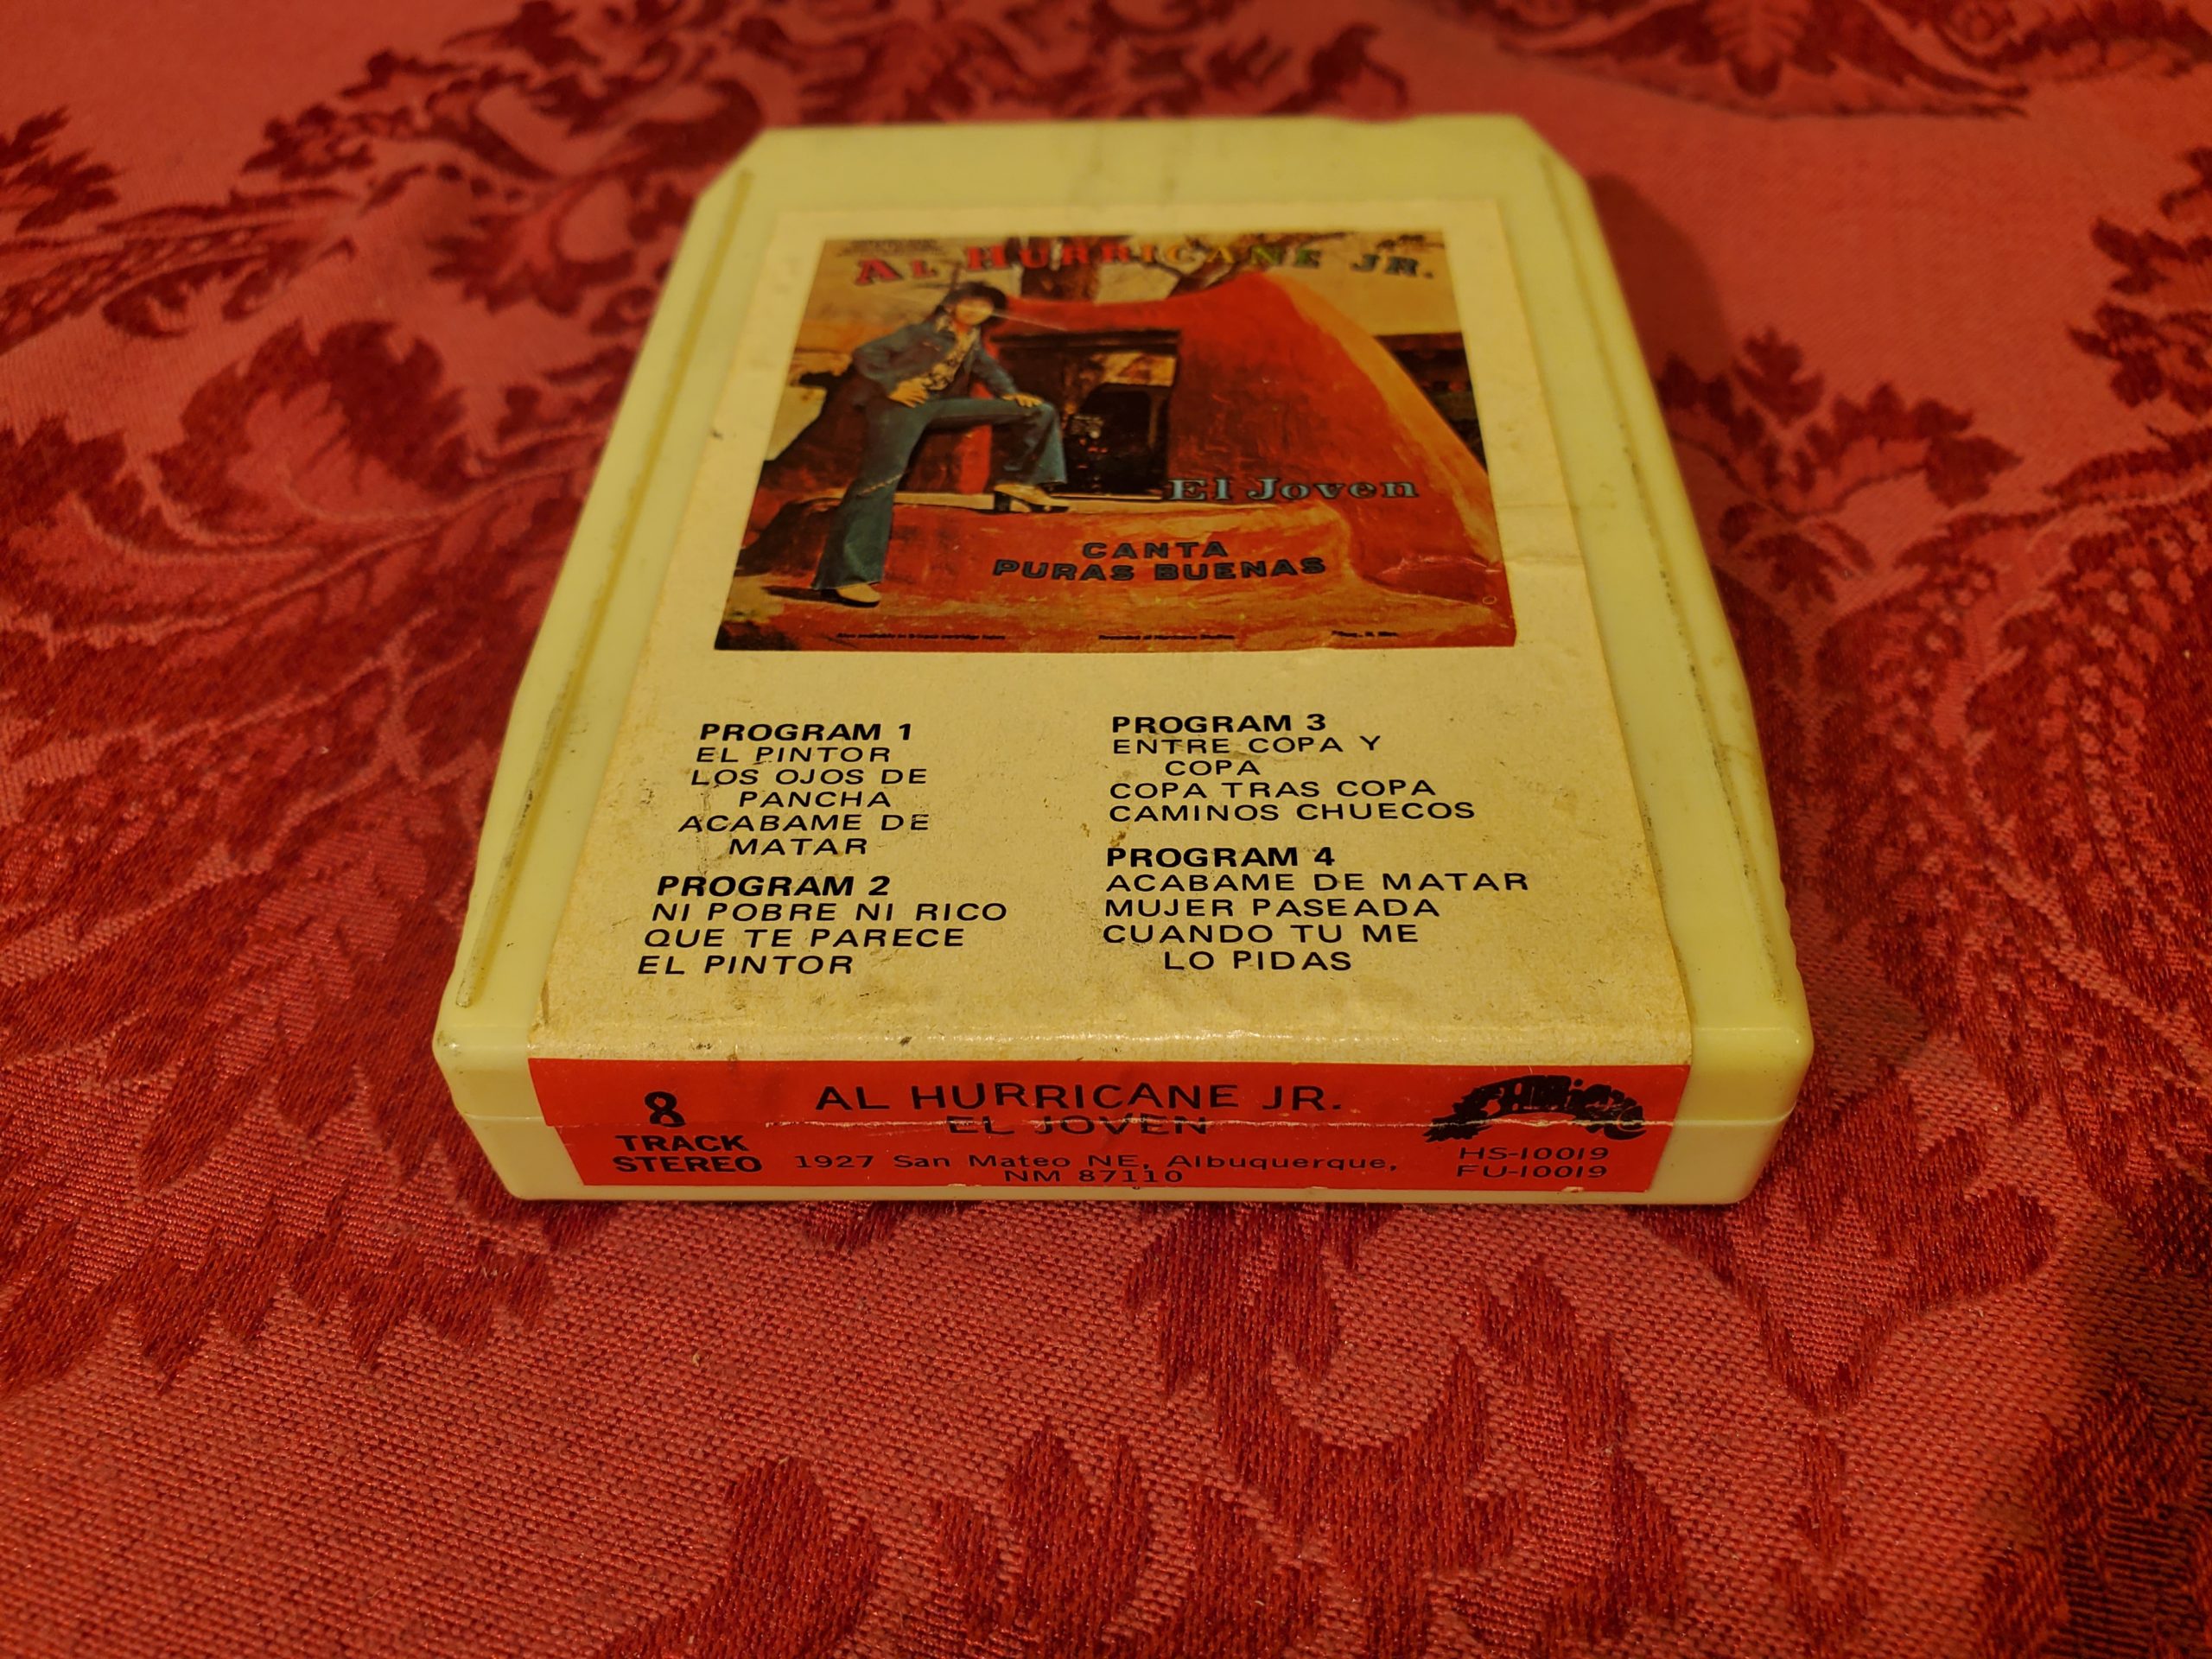 AL HURRICANE JR.
El Joven
CANTA
PURAS BUENAS
PROGRAM 1
EL PINTOR
LOS OJOS DE
PANCHA
ACABAME DE
MATAR
PROGRAM 2
NI POBRE NI RICO
QUE TE PARECE
EL PINTOR
PROGRAM 3
ENTRE COPA Y
COPA
COPA TRAS COPA
CAMINOS CHUECOS
PROGRAM 4
ACABAME DE MATAR
MUJER PASEADA
CUANDO TU ME
LO PIDAS
8
TRACK
STEREO
AL HURRICANE JR.
EL JOVEN
1927 San Mateo NE, Albuquerque,
NM 87110
HS-10019
FU-10019